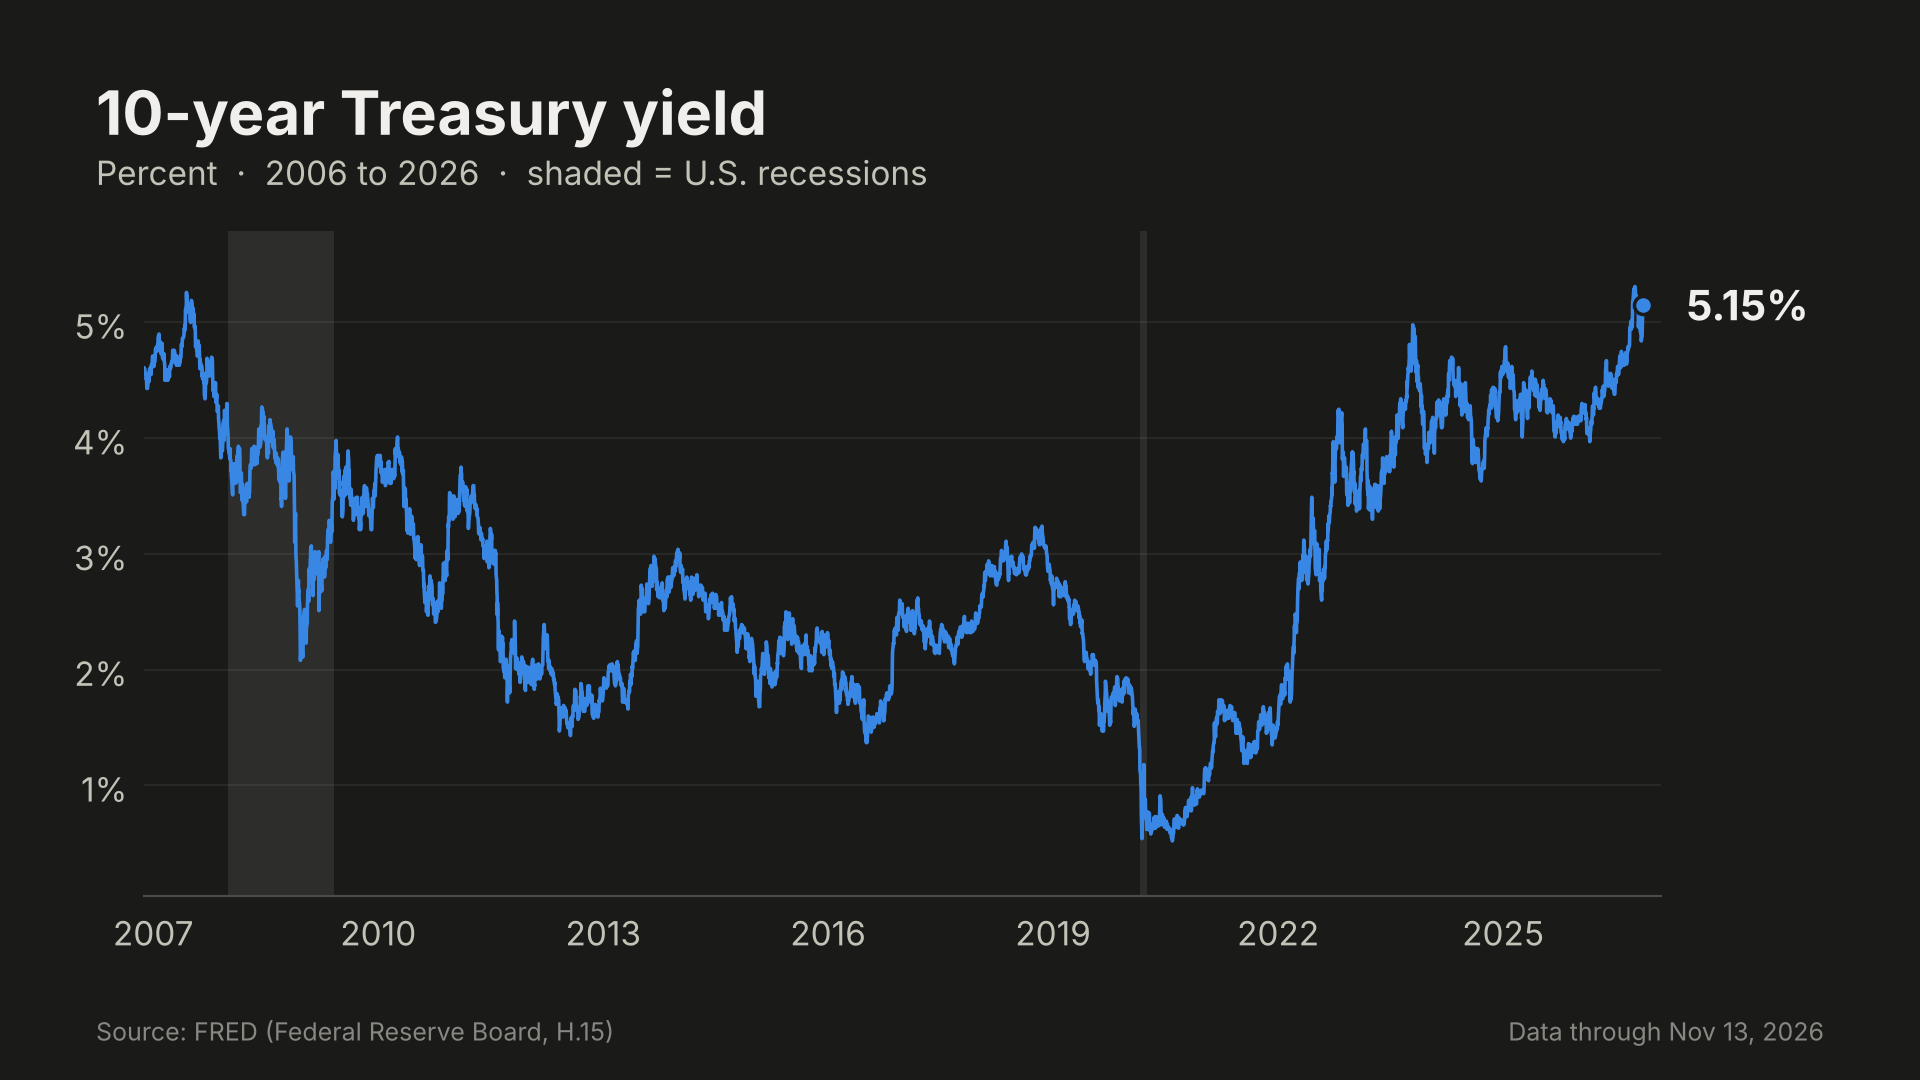 10-year Treasury yield
Percent · 2006 to 2026 · shaded = U.S. recessions
5.15%
5%
4%
3%
2%
1%
2007 2010 2013 2016 2019 2022 2025
Source: FRED (Federal Reserve Board, H.15)
Data through Nov 13, 2026